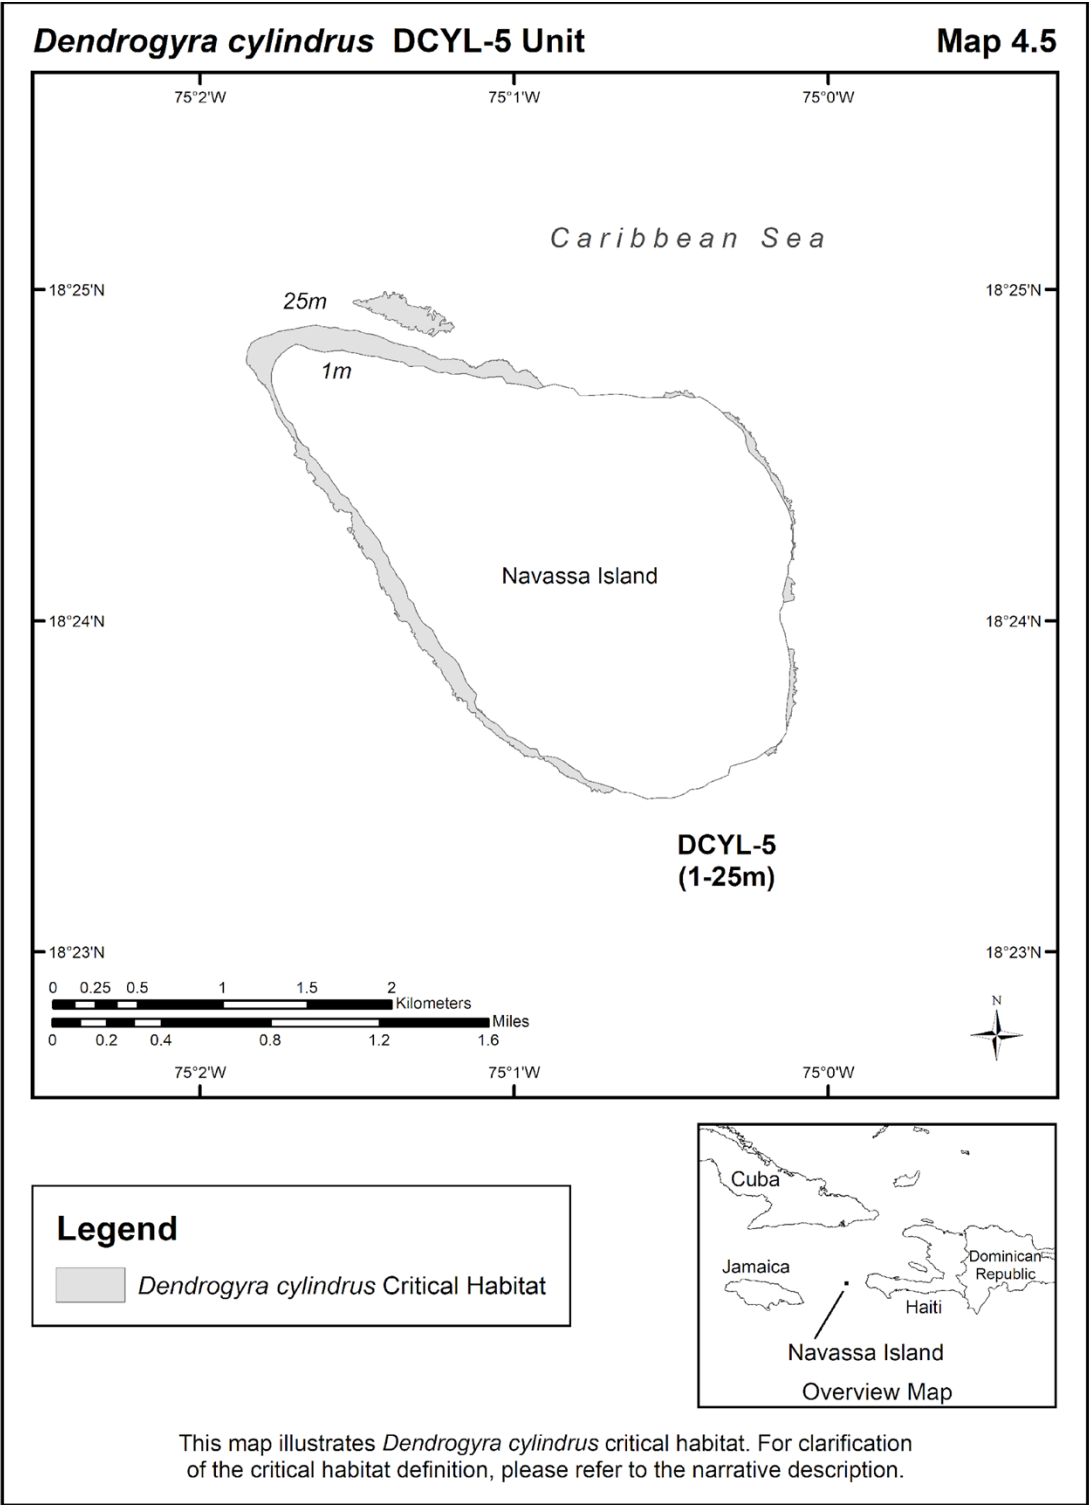 Dendrogyra cylindrus DCYL-5 Unit Map 4.5
75°2'W 75°1'W 75°0'W
Caribbean Sea
18°25'N 25m 18°25'N
1m
Navassa Island
18°24'N 18°24'N
DCYL-5
(1-25m)
18°23'N 18°23'N
0 0.25 0.5 1 1.5 2
Kilometers
Miles
0 0.2 0.4 0.8 1.2 1.6
N
75°2'W 75°1'W 75°0'W
Legend
Dendrogyra cylindrus Critical Habitat
Cuba
Jamaica
Dominican
Republic
Haiti
Navassa Island
Overview Map
This map illustrates Dendrogyra cylindrus critical habitat. For clarification
of the critical habitat definition, please refer to the narrative description.